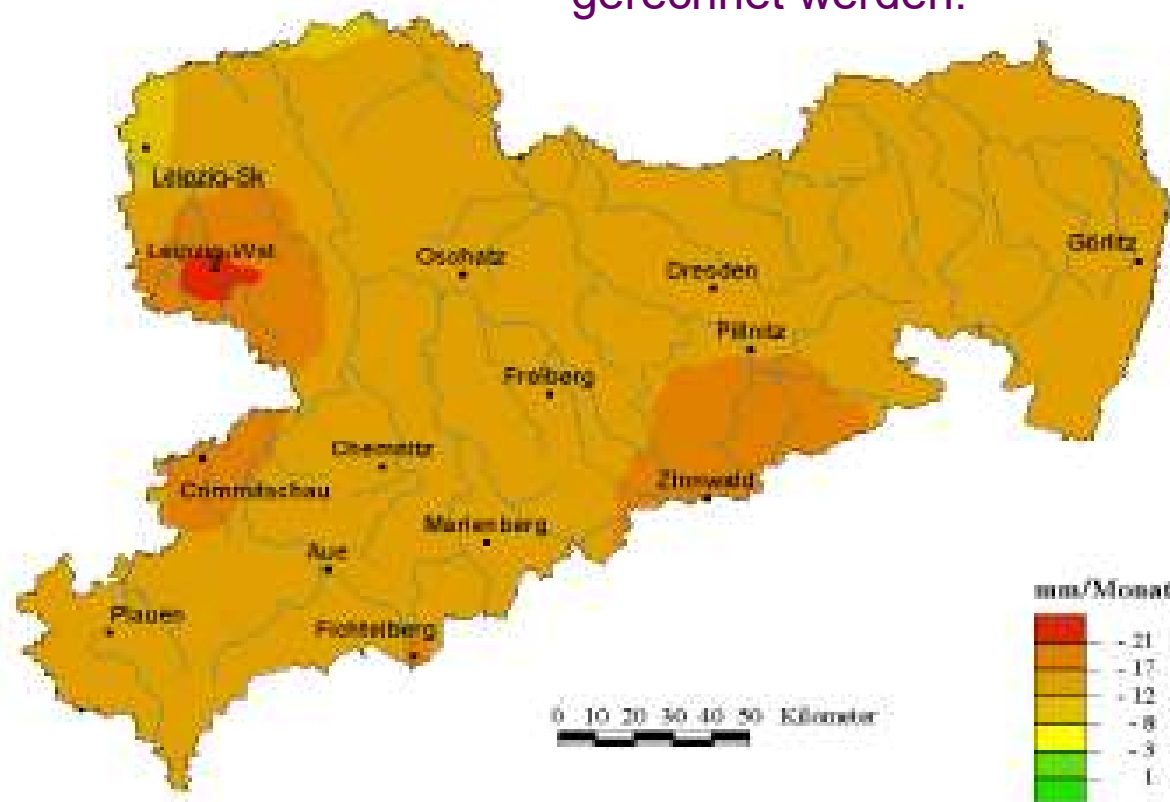 gerechnet werden.
Leipzig-Sk
Leipzig-Wst
Oschatz
Dresden
Görlitz
Pillnitz
Freiberg
Chemnitz
Zinnwald
Crimmitschau
Marienberg
Aue
Plauen
Fichtelberg
mm/Monat
- 21
- 17
- 12
- 8
- 3
1
0 10 20 30 40 50 Kilometer